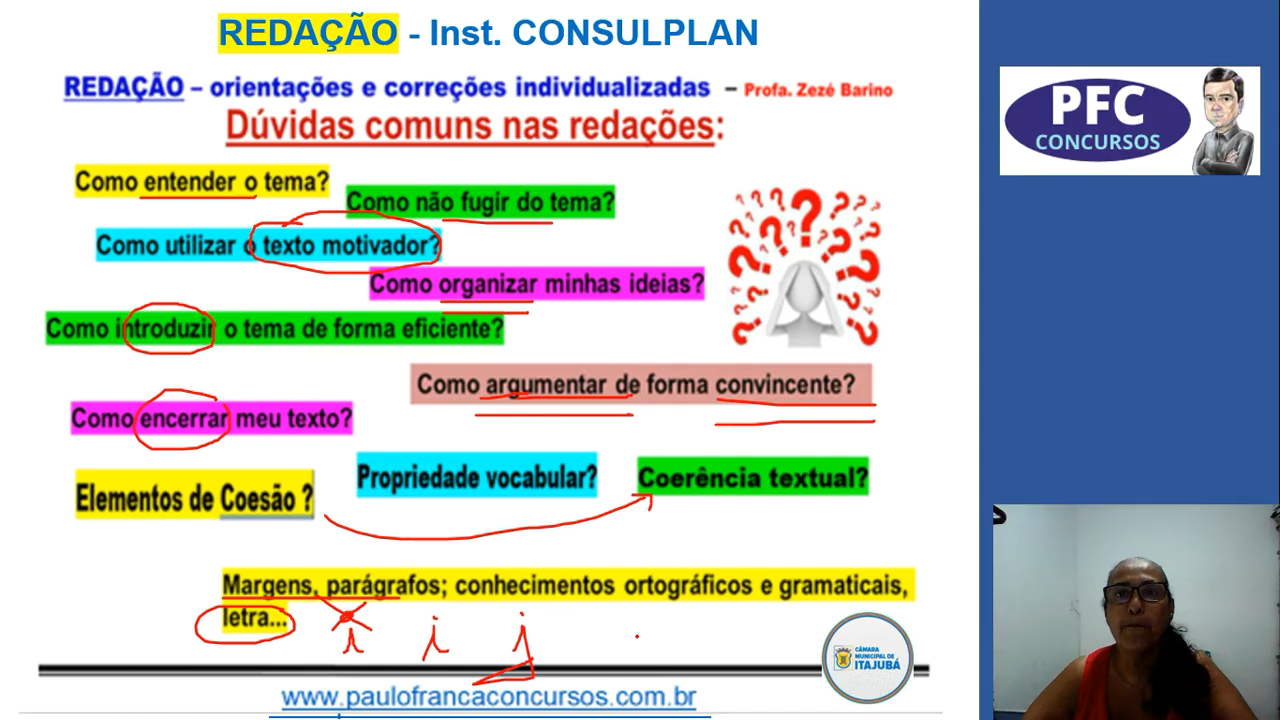 REDAÇÃO - Inst. CONSULPLAN
REDAÇÃO – orientações e correções individualizadas – Profa. Zezé Barino
Dúvidas comuns nas redações:
PFC
CONCURSOS
Como entender o tema?
Como não fugir do tema?
Como utilizar o texto motivador?
Como organizar minhas ideias?
Como introduzir o tema de forma eficiente?
Como argumentar de forma convincente?
Como encerrar meu texto?
Elementos de Coesão ?
Propriedade vocabular?
Coerência textual?
Margens, parágrafos; conhecimentos ortográficos e gramaticais,
letra...
i i j
CÂMARA
MUNICIPAL DE
ITAJUBÁ
www.paulofrancaconcursos.com.br